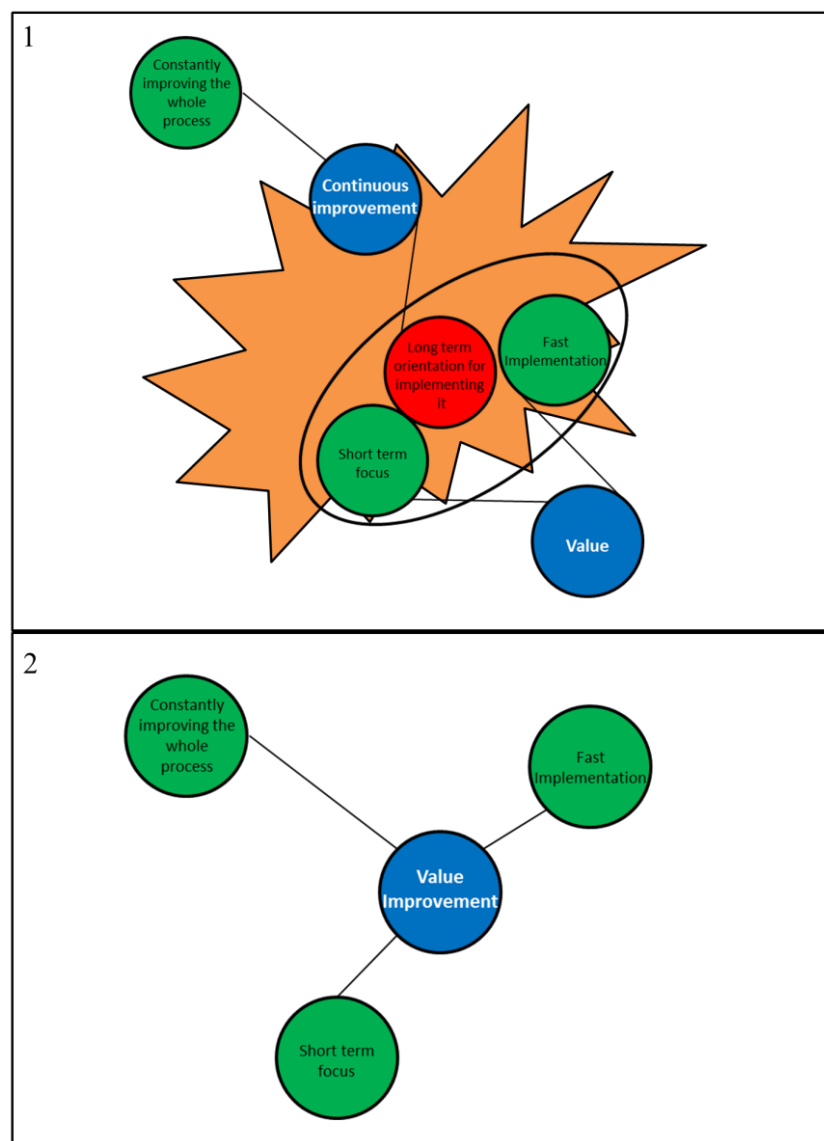 1
Constantly
improving the
whole
process
Continuous
improvement
Long term
orientation for
implementing
it
Fast
Implementation
Short term
focus
Value
2
Constantly
improving the
whole
process
Fast
Implementation
Value
Improvement
Short term
focus